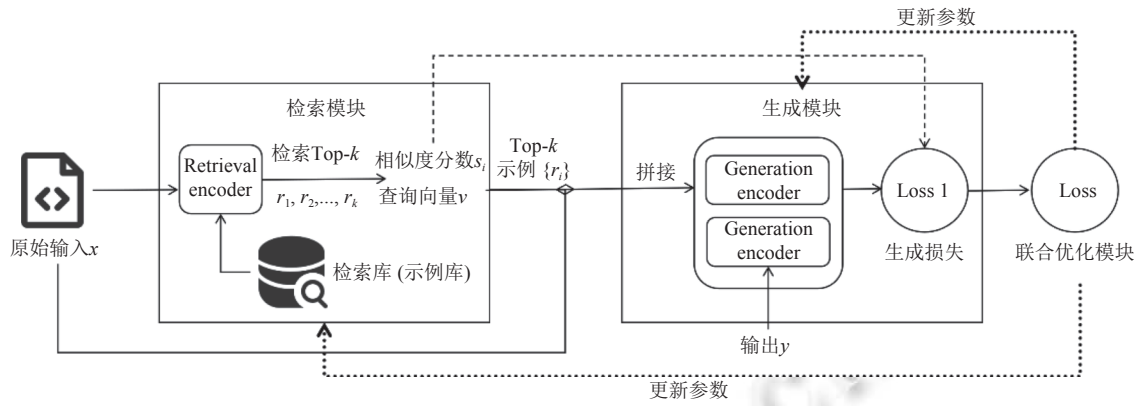 更新参数
检索模块
生成模块
原始输入x
Retrieval
encoder
检索Top-k
r₁, r₂,..., rₖ
相似度分数sᵢ
查询向量v
检索库 (示例库)
Top-k
示例 {rᵢ}
拼接
Generation
encoder
Generation
encoder
输出y
Loss 1
生成损失
Loss
联合优化模块
更新参数